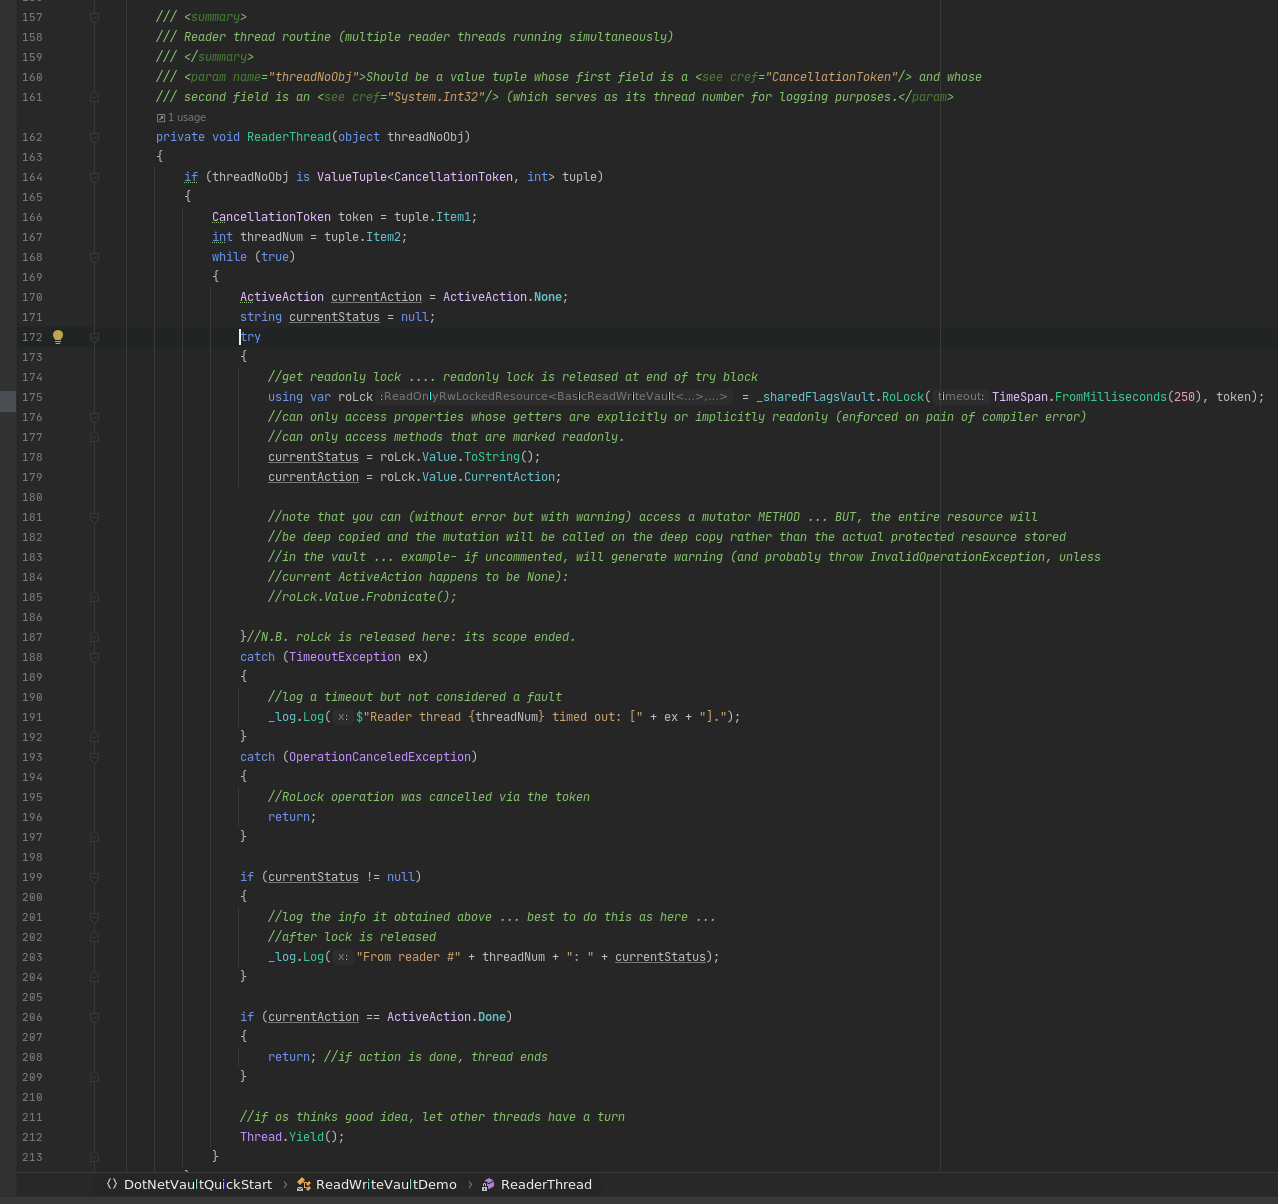 157 /// <summary>
158 /// Reader thread routine (multiple reader threads running simultaneously)
159 /// </summary>
160 /// <param name="threadNoObj">Should be a value tuple whose first field is a <see cref="CancellationToken"/> and whose
161 /// second field is an <see cref="System.Int32"/> (which serves as its thread number for logging purposes.</param>
1 usage
162 private void ReaderThread(object threadNoObj)
163 {
164 if (threadNoObj is ValueTuple<CancellationToken, int> tuple)
165 {
166 CancellationToken token = tuple.Item1;
167 int threadNum = tuple.Item2;
168 while (true)
169 {
170 ActiveAction currentAction = ActiveAction.None;
171 string currentStatus = null;
172 try
173 {
174 //get readonly lock .... readonly lock is released at end of try block
175 using var roLck :ReadOnlyRwLockedResource<BasicReadWriteVault<...>,...> = _sharedFlagsVault.RoLock( timeout: TimeSpan.FromMilliseconds(250), token);
176 //can only access properties whose getters are explicitly or implicitly readonly (enforced on pain of compiler error)
177 //can only access methods that are marked readonly.
178 currentStatus = roLck.Value.ToString();
179 currentAction = roLck.Value.CurrentAction;
180
181 //note that you can (without error but with warning) access a mutator METHOD ... BUT, the entire resource will
182 //be deep copied and the mutation will be called on the deep copy rather than the actual protected resource stored
183 //in the vault ... example- if uncommented, will generate warning (and probably throw InvalidOperationException, unless
184 //current ActiveAction happens to be None):
185 //roLck.Value.Frobnicate();
186
187 }//N.B. roLck is released here: its scope ended.
188 catch (TimeoutException ex)
189 {
190 //log a timeout but not considered a fault
191 _log.Log( x: $"Reader thread {threadNum} timed out: [" + ex + "].");
192 }
193 catch (OperationCanceledException)
194 {
195 //RoLock operation was cancelled via the token
196 return;
197 }
198
199 if (currentStatus != null)
200 {
201 //log the info it obtained above ... best to do this as here ...
202 //after lock is released
203 _log.Log( x: "From reader #" + threadNum + ": " + currentStatus);
204 }
205
206 if (currentAction == ActiveAction.Done)
207 {
208 return; //if action is done, thread ends
209 }
210
211 //if os thinks good idea, let other threads have a turn
212 Thread.Yield();
213 }
DotNetVaultQuickStart › ReadWriteVaultDemo › ReaderThread